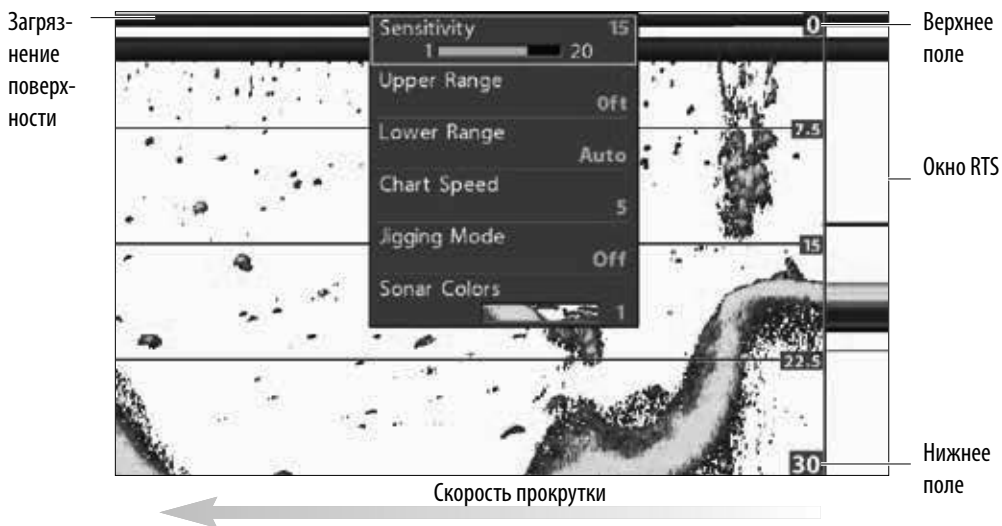 Загряз-
нение
поверх-
ности
Sensitivity 15
1 20
Upper Range
0ft
Lower Range
Auto
Chart Speed
5
Jigging Mode
Off
Sonar Colors
1
0
7.5
15
22.5
30
Верхнее
поле
Окно RTS
Нижнее
поле
Скорость прокрутки